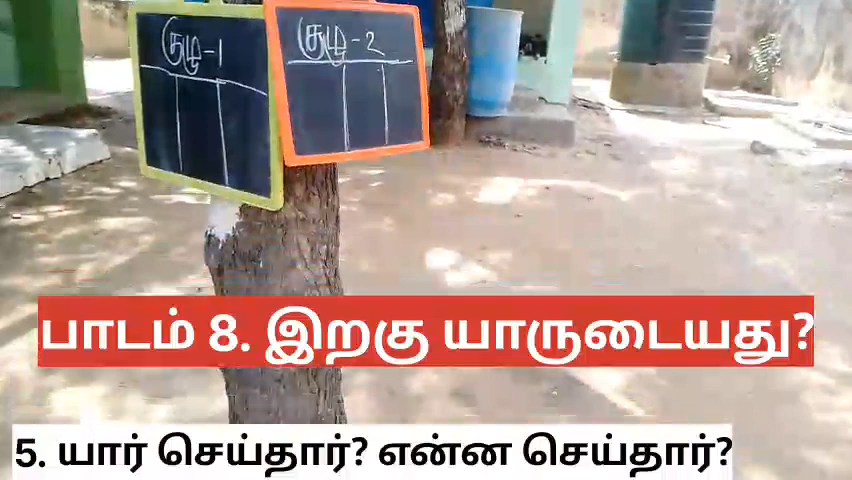 குழு-1
குழு-2
பாடம் 8. இறகு யாருடையது?
5. யார் செய்தார்? என்ன செய்தார்?